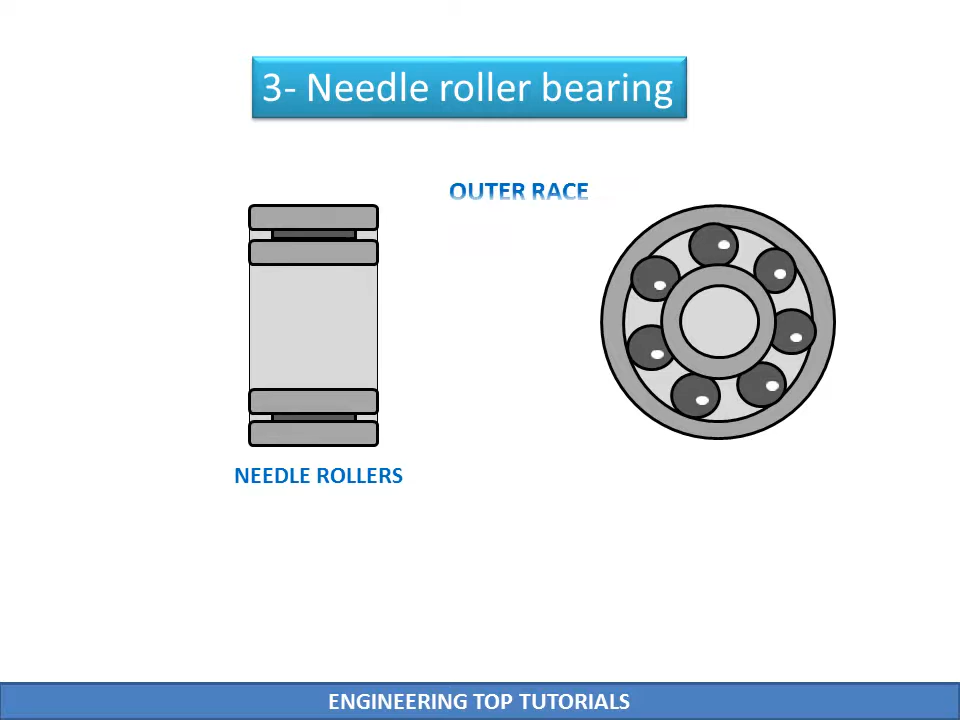 3- Needle roller bearing
OUTER RACE
NEEDLE ROLLERS
ENGINEERING TOP TUTORIALS